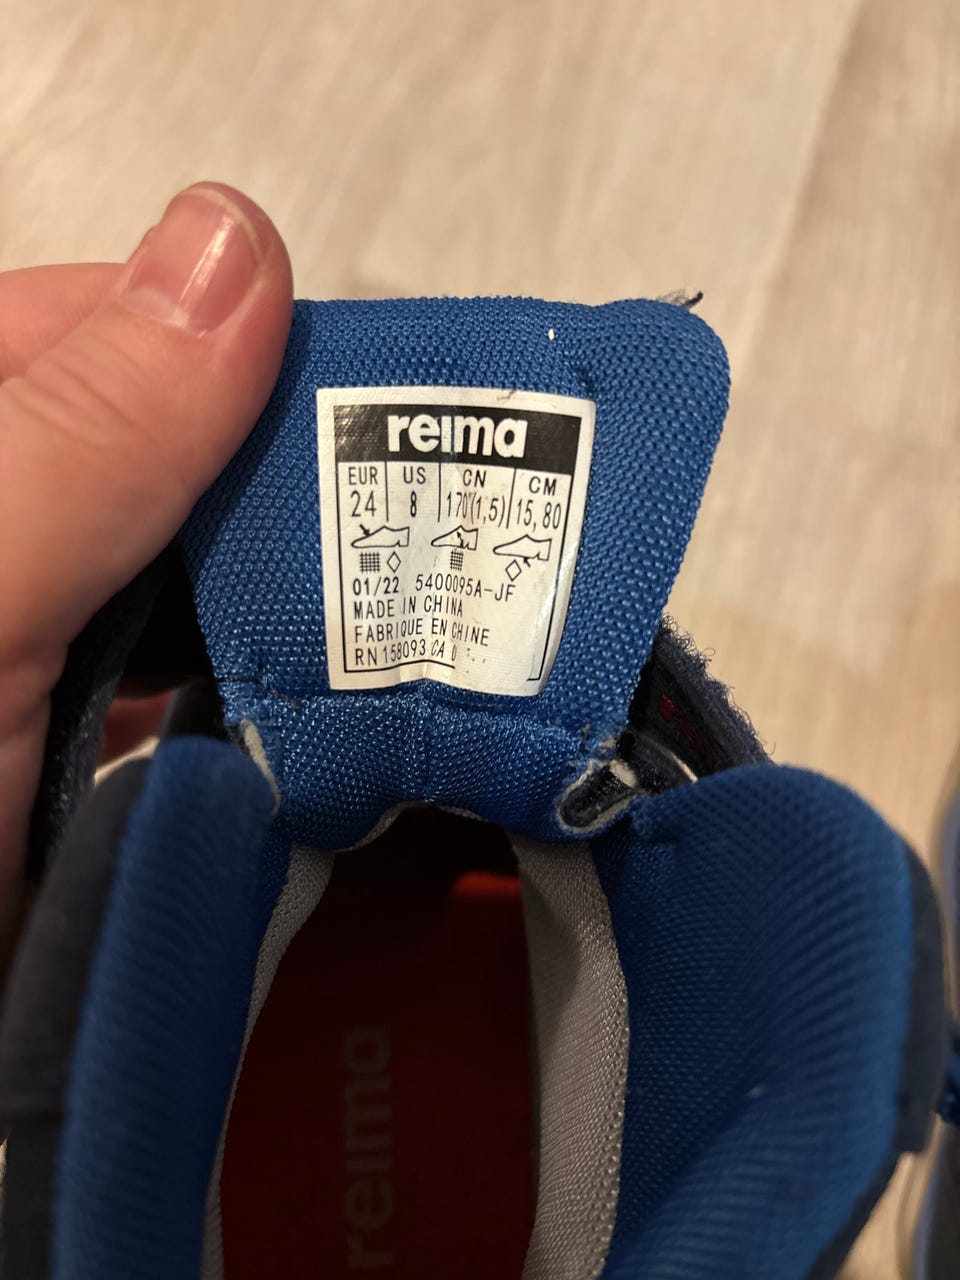 reima
EUR US CN CM
24 8 170(1,5) 15,80
01/22 5400095A-JF
MADE IN CHINA
FABRIQUE EN CHINE
RN 158093 CA
reima